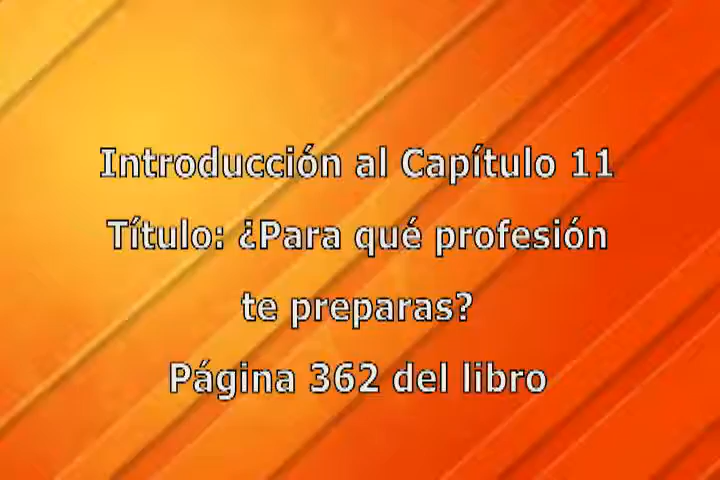 Introducción al Capítulo 11
Título: ¿Para qué profesión
te preparas?
Página 362 del libro